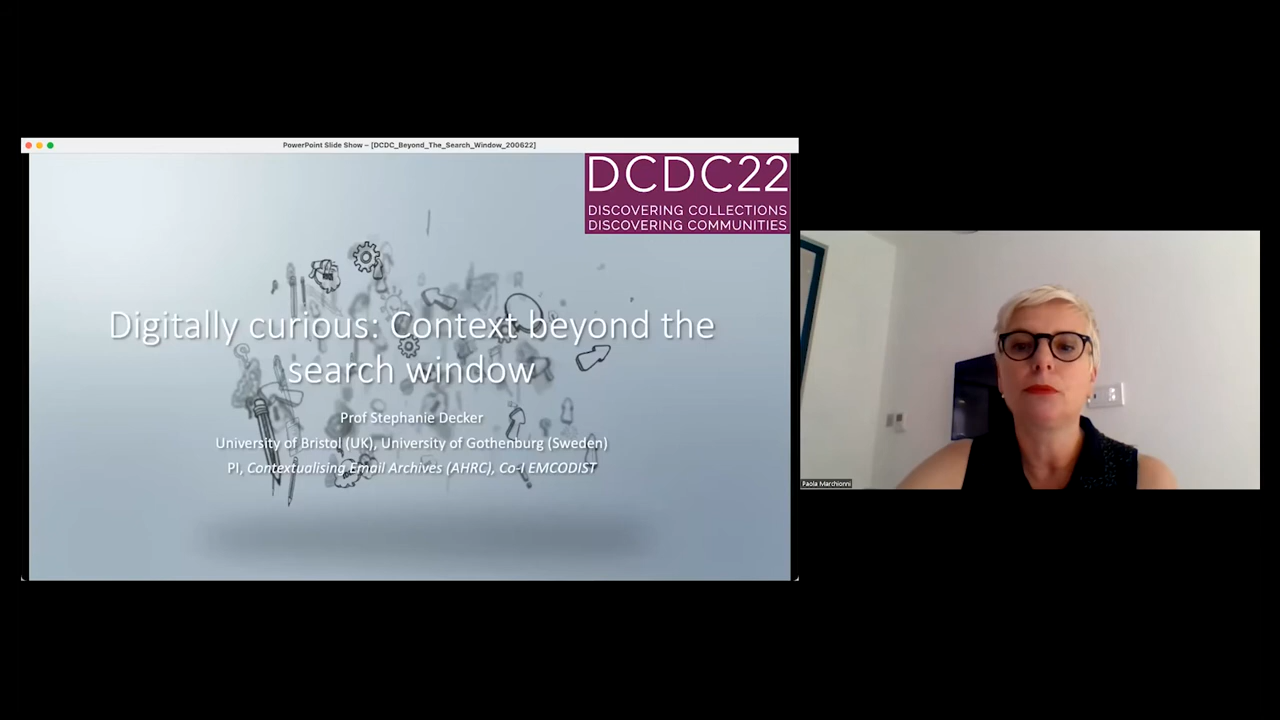 PowerPoint Slide Show – [DCDC_Beyond_The_Search_Window_200622]
DCDC22
DISCOVERING COLLECTIONS
DISCOVERING COMMUNITIES
Digitally curious: Context beyond the
search window
Prof Stephanie Decker
University of Bristol (UK), University of Gothenburg (Sweden)
PI, Contextualising Email Archives (AHRC), Co-I EMCODIST
Paola Marchionni